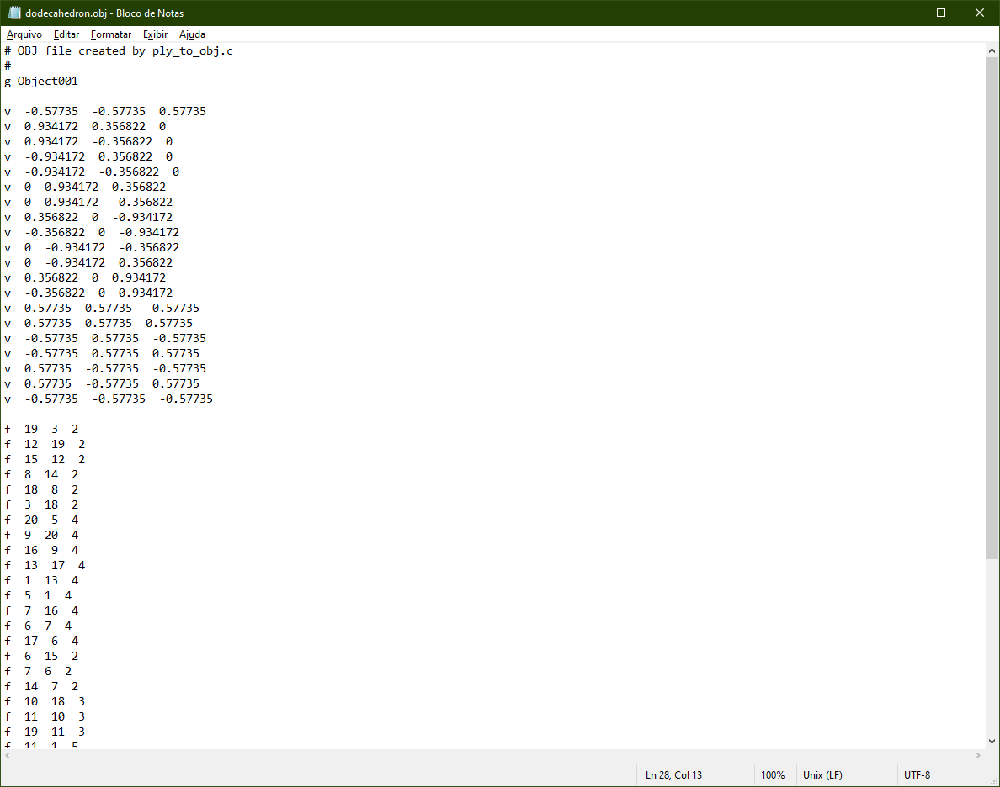 dodecahedron.obj - Bloco de Notas
Arquivo Editar Formatar Exibir Ajuda
# OBJ file created by ply_to_obj.c
#
g Object001
v  -0.57735  -0.57735  0.57735
v  0.934172  0.356822  0
v  0.934172  -0.356822  0
v  -0.934172  0.356822  0
v  -0.934172  -0.356822  0
v  0  0.934172  0.356822
v  0  0.934172  -0.356822
v  0.356822  0  -0.934172
v  -0.356822  0  -0.934172
v  0  -0.934172  -0.356822
v  0  -0.934172  0.356822
v  0.356822  0  0.934172
v  -0.356822  0  0.934172
v  0.57735  0.57735  -0.57735
v  0.57735  0.57735  0.57735
v  -0.57735  0.57735  -0.57735
v  -0.57735  0.57735  0.57735
v  0.57735  -0.57735  -0.57735
v  0.57735  -0.57735  0.57735
v  -0.57735  -0.57735  -0.57735
f  19  3  2
f  12  19  2
f  15  12  2
f  8  14  2
f  18  8  2
f  3  18  2
f  20  5  4
f  9  20  4
f  16  9  4
f  13  17  4
f  1  13  4
f  5  1  4
f  7  16  4
f  6  7  4
f  17  6  4
f  6  15  2
f  7  6  2
f  14  7  2
f  10  18  3
f  11  10  3
f  19  11  3
f  11  1  5
Ln 28, Col 13 100% Unix (LF) UTF-8